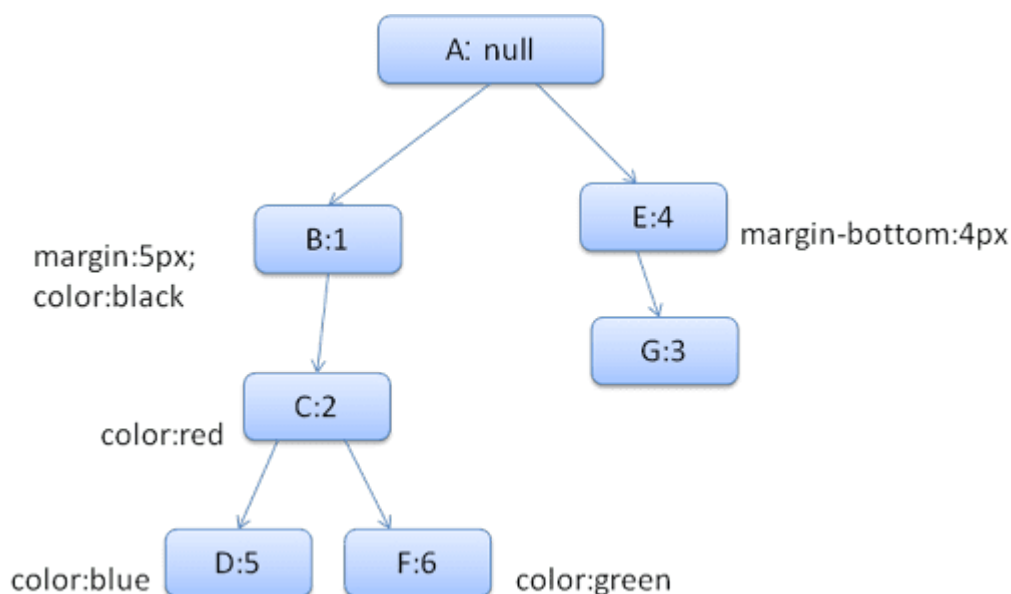 A: null
B:1
E:4
margin:5px;
color:black
margin-bottom:4px
G:3
C:2
color:red
D:5
F:6
color:blue
color:green